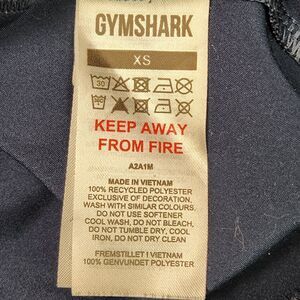 GYMSHARK
XS
30
KEEP AWAY
FROM FIRE
A2A1M
MADE IN VIETNAM
100% RECYCLED POLYESTER
EXCLUSIVE OF DECORATION,
WASH WITH SIMILAR COLOURS,
DO NOT USE SOFTENER
COOL WASH, DO NOT BLEACH,
DO NOT TUMBLE DRY, COOL
IRON, DO NOT DRY CLEAN
FREMSTILLET I VIETNAM
100% GENVUNDET POLYESTER